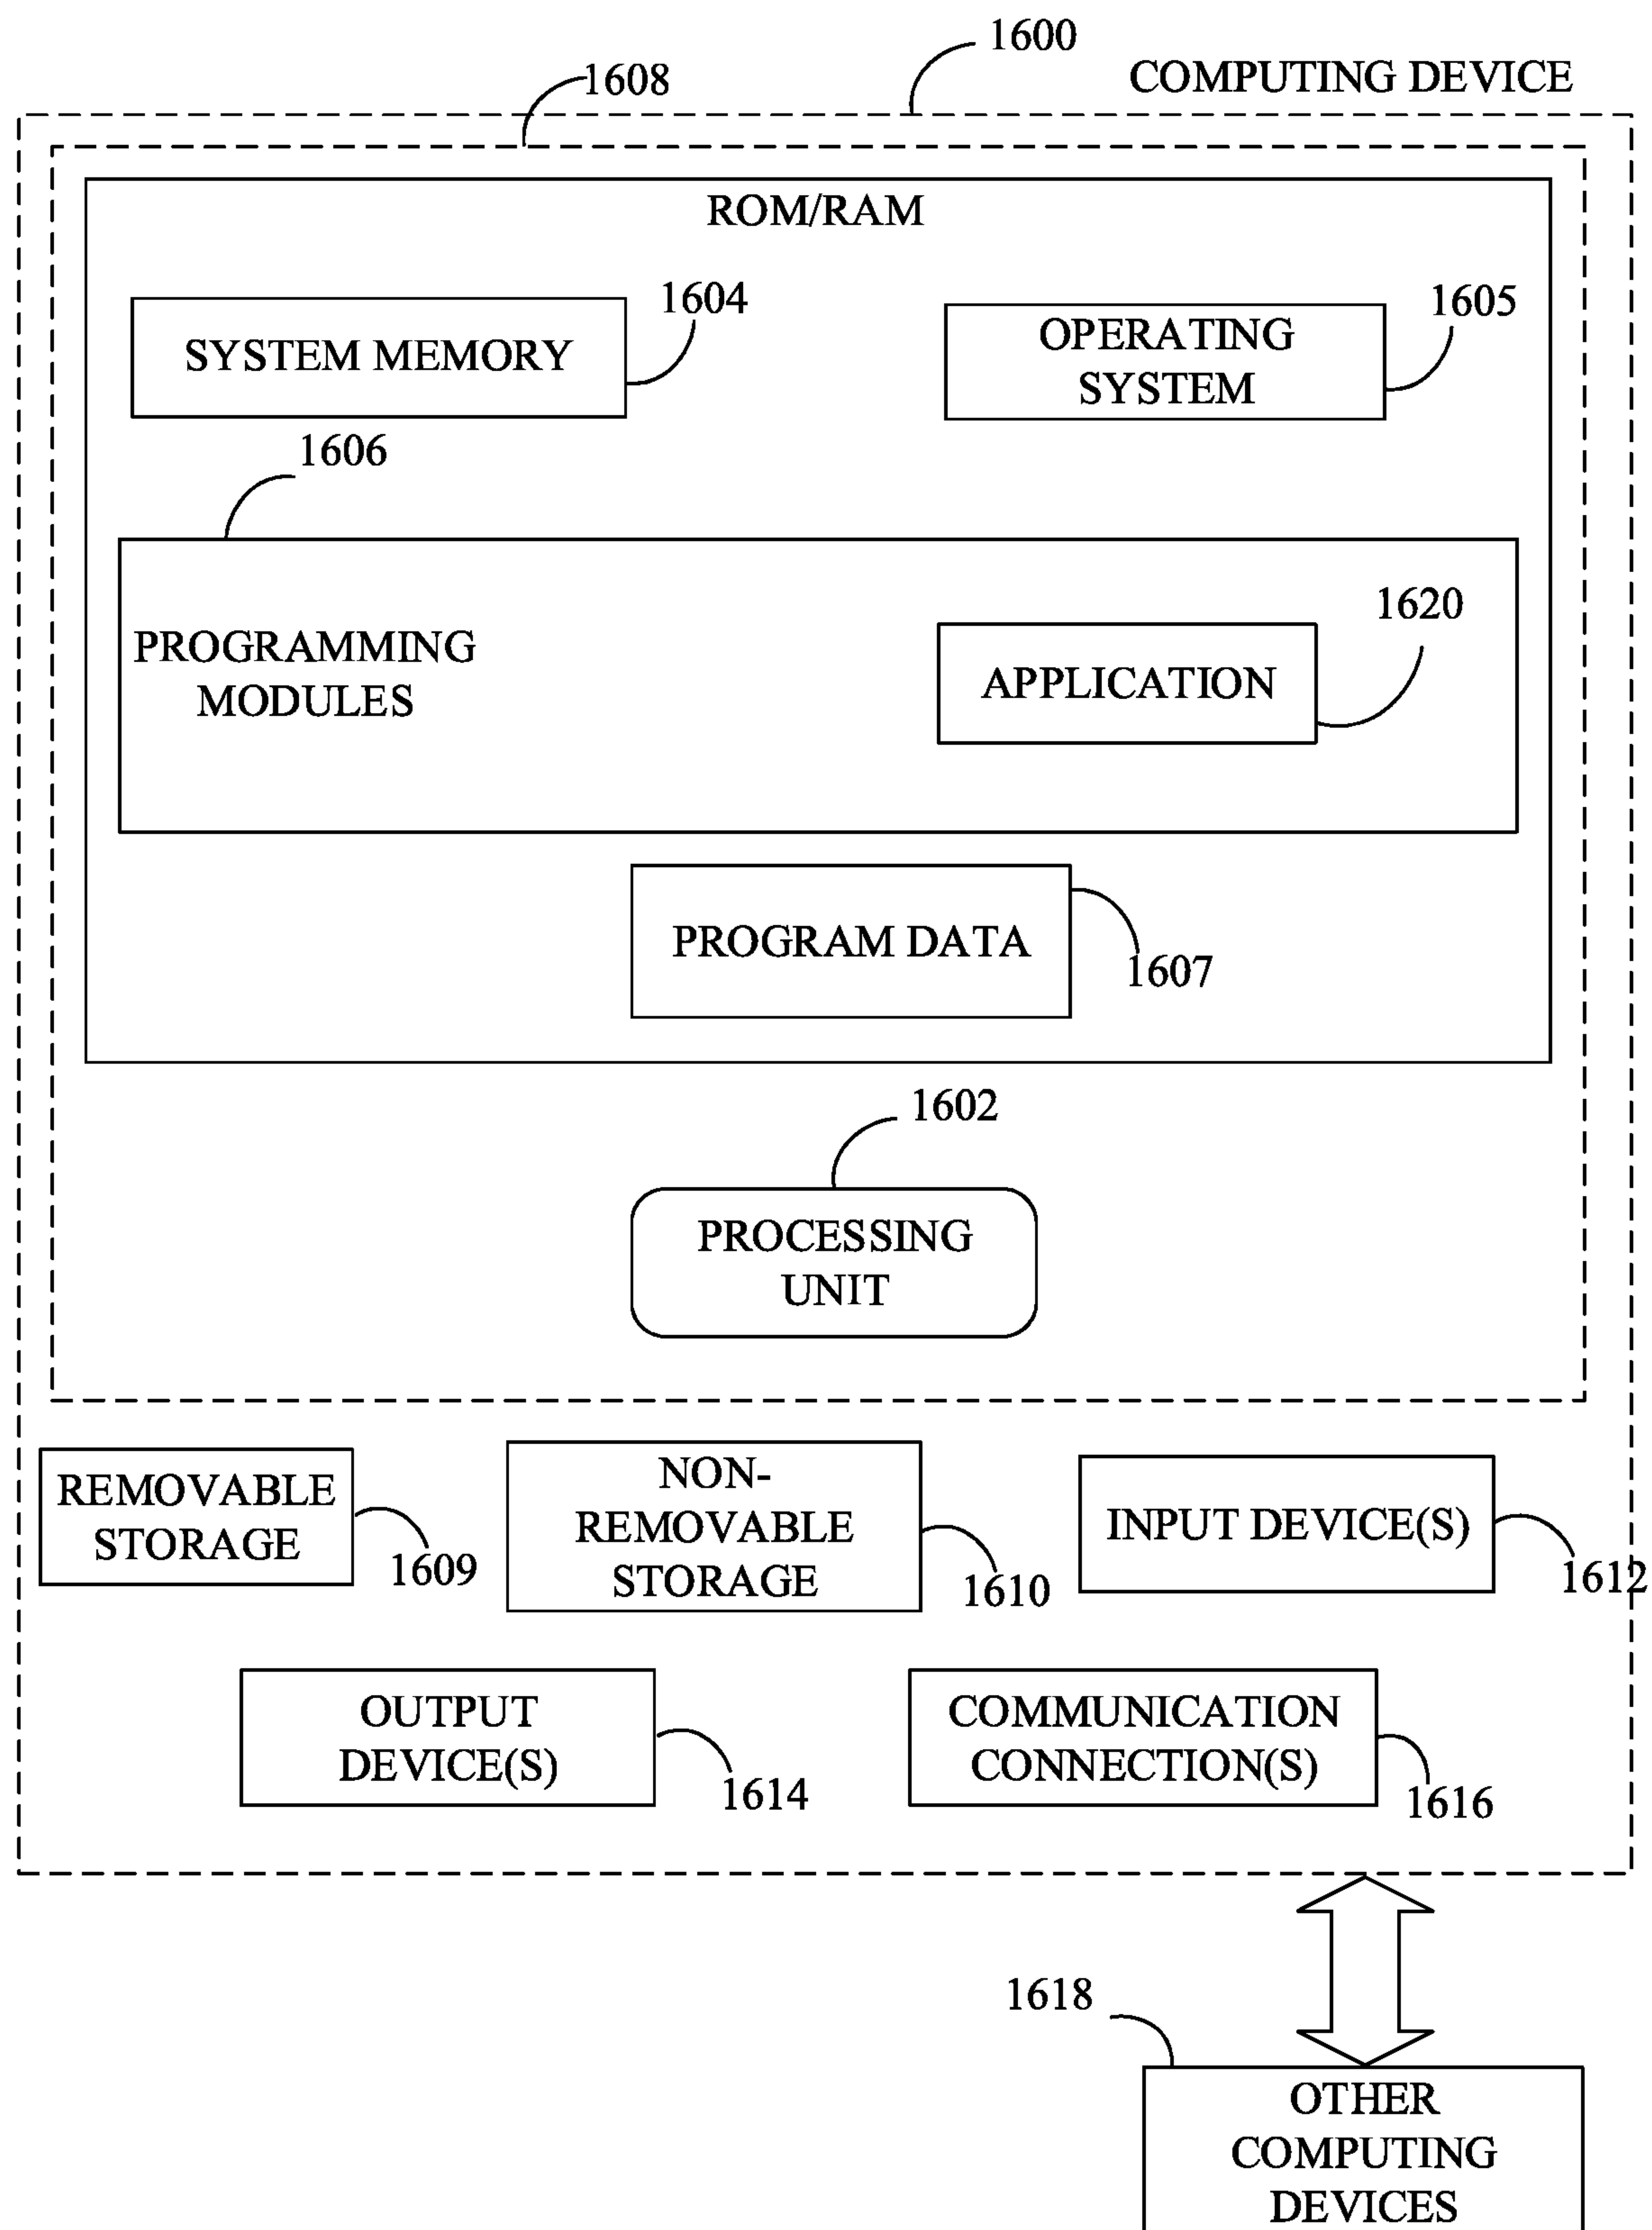 1600
1608
COMPUTING DEVICE
ROM/RAM
1604
1605
SYSTEM MEMORY
OPERATING
SYSTEM
1606
1620
PROGRAMMING
MODULES
APPLICATION
PROGRAM DATA
1607
1602
PROCESSING
UNIT
REMOVABLE
STORAGE
1609
NON-
REMOVABLE
STORAGE
1610
INPUT DEVICE(S)
1612
OUTPUT
DEVICE(S)
1614
COMMUNICATION
CONNECTION(S)
1616
1618
OTHER
COMPUTING
DEVICES